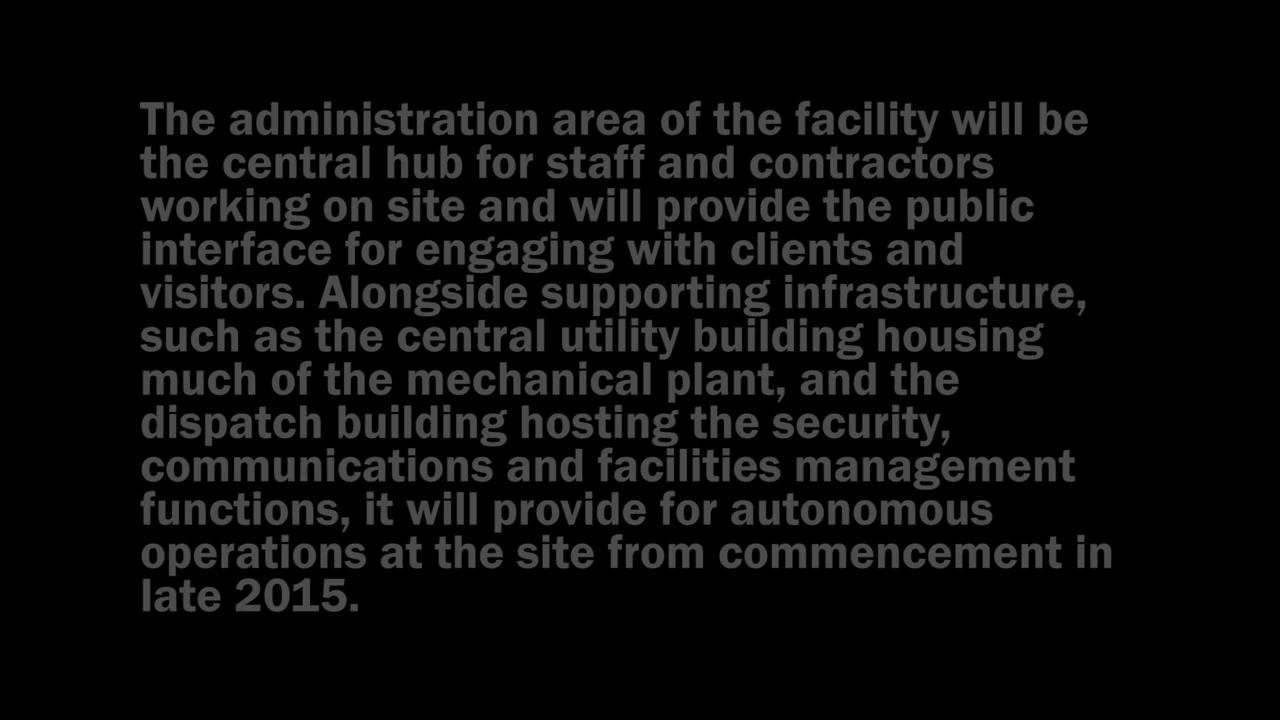 The administration area of the facility will be
the central hub for staff and contractors
working on site and will provide the public
interface for engaging with clients and
visitors. Alongside supporting infrastructure,
such as the central utility building housing
much of the mechanical plant, and the
dispatch building hosting the security,
communications and facilities management
functions, it will provide for autonomous
operations at the site from commencement in
late 2015.